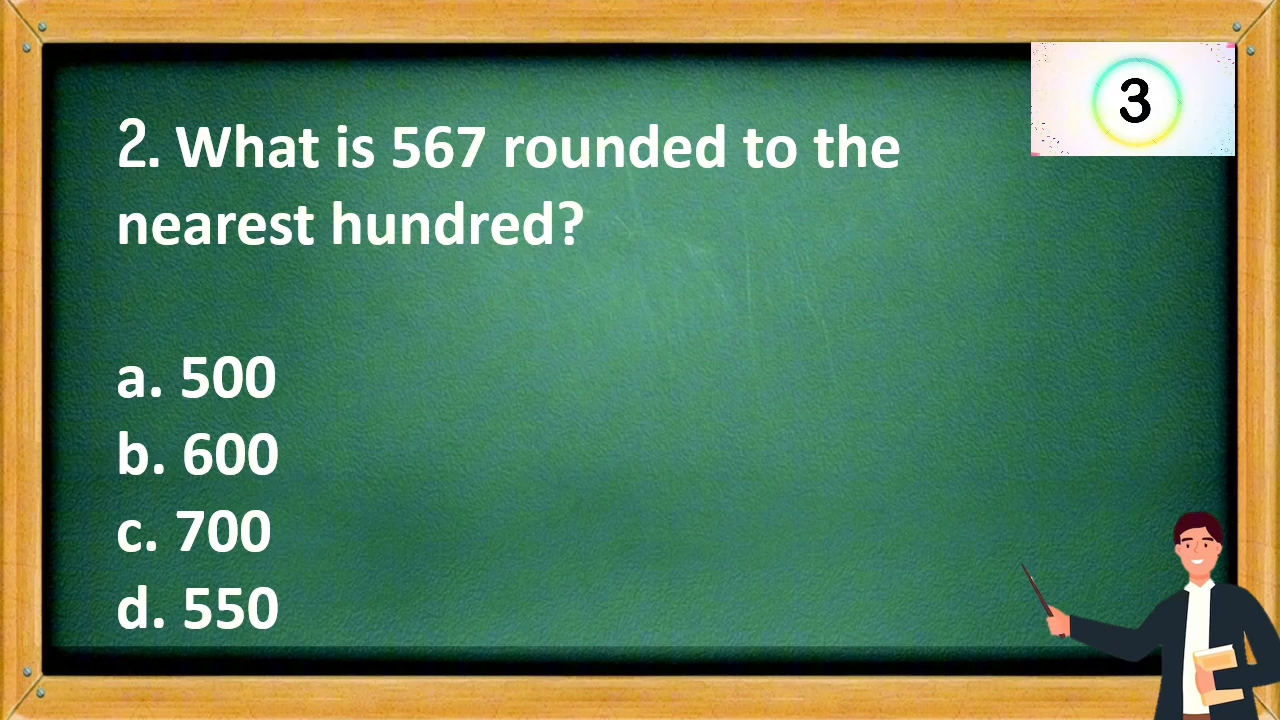 2. What is 567 rounded to the
nearest hundred?
a. 500
b. 600
c. 700
d. 550
3